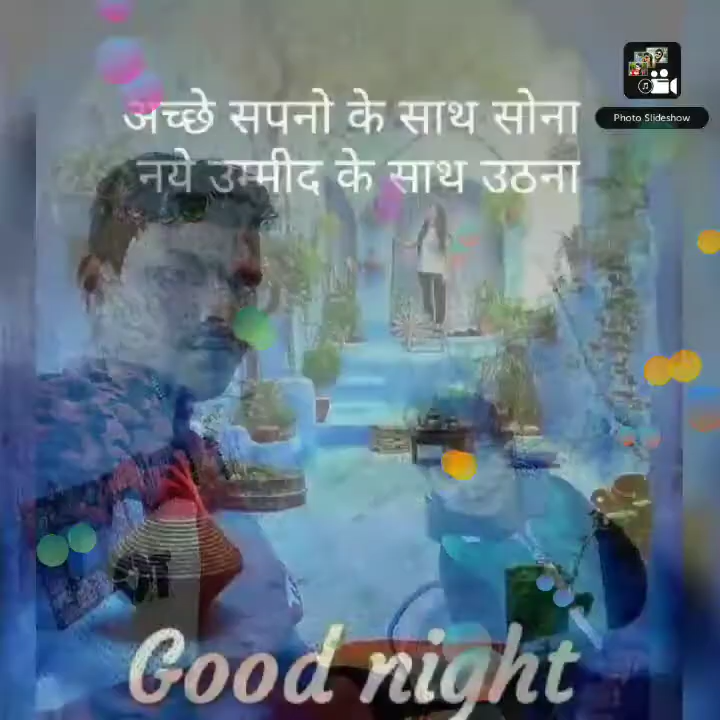 Photo Slideshow
अच्छे सपनो के साथ सोना
नये उम्मीद के साथ उठना
Good night